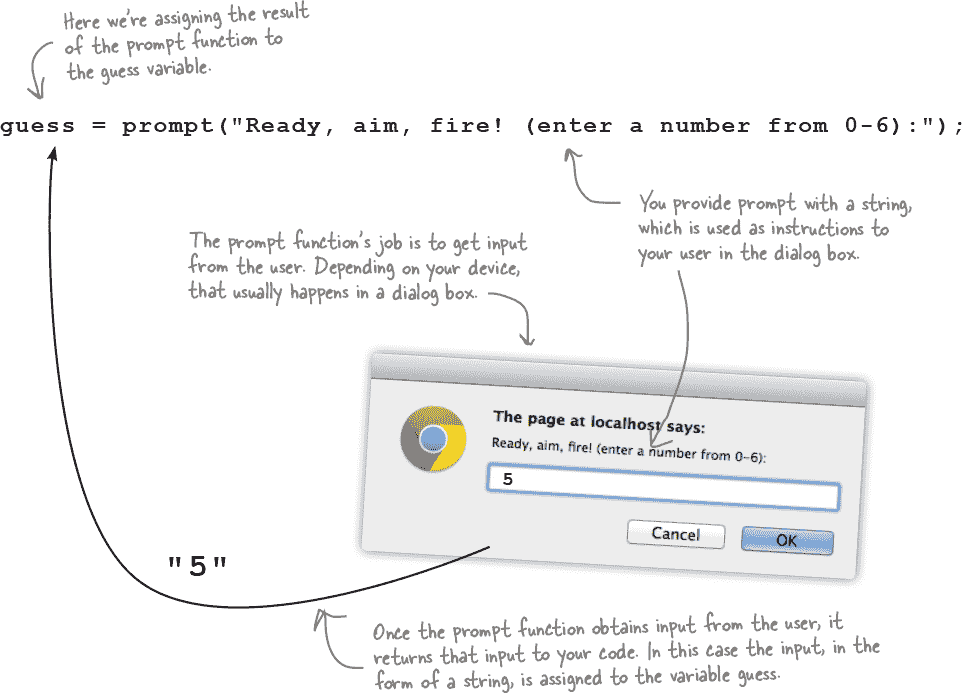 Here we're assigning the result
of the prompt function to
the guess variable.
guess = prompt("Ready, aim, fire! (enter a number from 0-6):");
You provide prompt with a string,
which is used as instructions to
your user in the dialog box.
The prompt function's job is to get input
from the user. Depending on your device,
that usually happens in a dialog box.
The page at localhost says:
Ready, aim, fire! (enter a number from 0-6):
5
Cancel
OK
"5"
Once the prompt function obtains input from the user, it
returns that input to your code. In this case the input, in the
form of a string, is assigned to the variable guess.